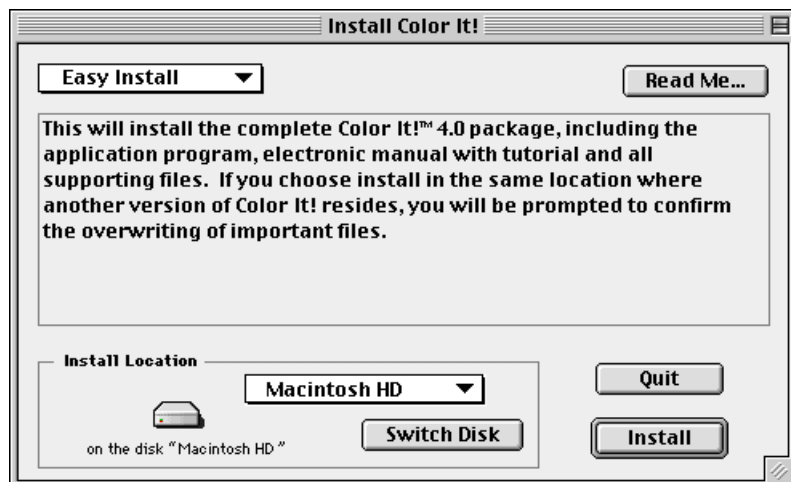 Install Color It!
Easy Install
Read Me...
This will install the complete Color It!™ 4.0 package, including the
application program, electronic manual with tutorial and all
supporting files.  If you choose install in the same location where
another version of Color It! resides, you will be prompted to confirm
the overwriting of important files.
Install Location
Macintosh HD
on the disk "Macintosh HD"
Switch Disk
Quit
Install